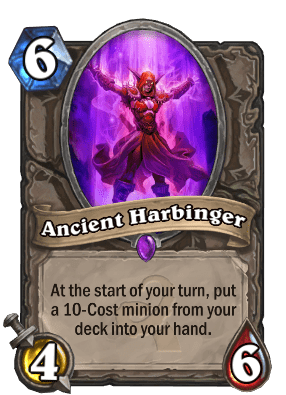 6
Ancient Harbinger
At the start of your turn, put
a 10-Cost minion from your
deck into your hand.
4
6